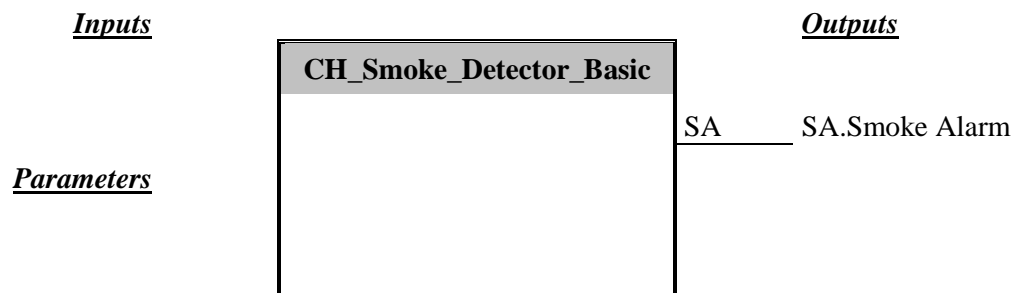 Inputs
Outputs
CH_Smoke_Detector_Basic
SA
SA.Smoke Alarm
Parameters